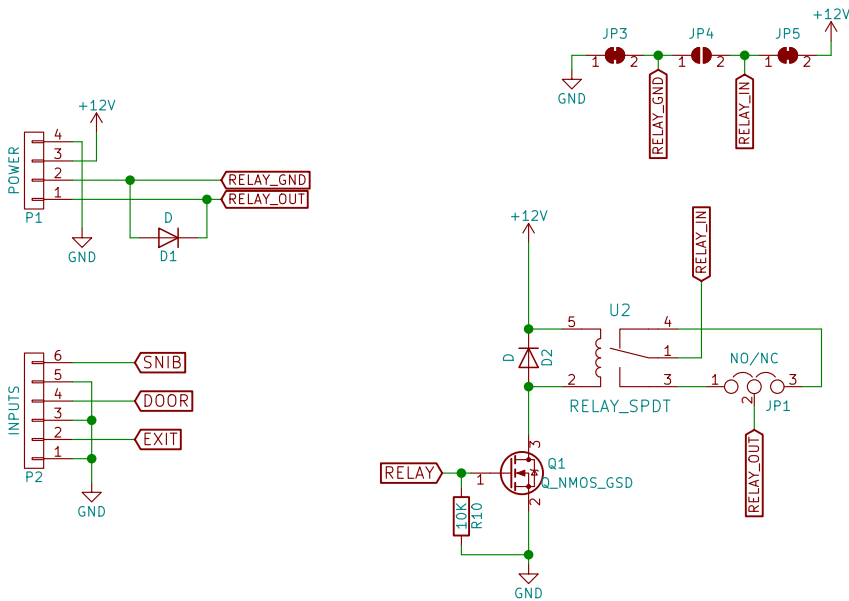 +12V
JP3
JP4
JP5
1
2
1
2
1
2
GND
RELAY_GND
RELAY_IN
+12V
POWER
4
3
2
1
P1
RELAY_GND
RELAY_OUT
D
D1
GND
+12V
RELAY_IN
U2
5
4
D
D2
1
NO/NC
2
3
1
3
2
JP1
RELAY_SPDT
INPUTS
6
5
4
3
2
1
P2
SNIB
DOOR
EXIT
GND
RELAY_OUT
RELAY
1
3
2
Q1
Q_NMOS_GSD
10K
R10
GND